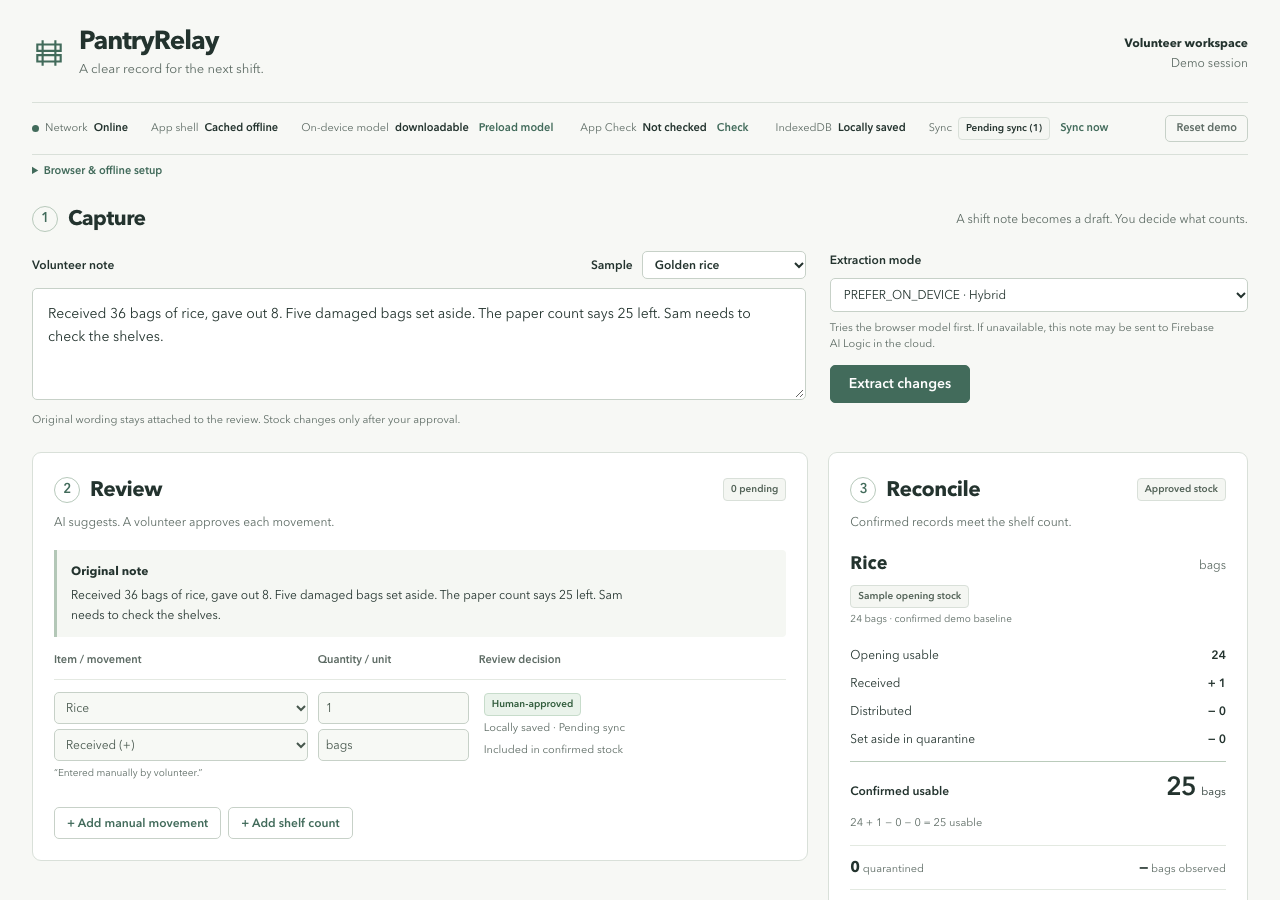 PantryRelay
A clear record for the next shift.
Volunteer workspace
Demo session
Network Online App shell Cached offline On-device model downloadable Preload model App Check Not checked Check IndexedDB Locally saved Sync Pending sync (1) Sync now Reset demo
Browser & offline setup
1 Capture
A shift note becomes a draft. You decide what counts.
Volunteer note
Sample Golden rice
Received 36 bags of rice, gave out 8. Five damaged bags set aside. The paper count says 25 left. Sam needs to
check the shelves.
Original wording stays attached to the review. Stock changes only after your approval.
Extraction mode
PREFER_ON_DEVICE · Hybrid
Tries the browser model first. If unavailable, this note may be sent to Firebase
AI Logic in the cloud.
Extract changes
2 Review
0 pending
AI suggests. A volunteer approves each movement.
Original note
Received 36 bags of rice, gave out 8. Five damaged bags set aside. The paper count says 25 left. Sam
needs to check the shelves.
Item / movement Quantity / unit Review decision
Rice 1 Human-approved
Locally saved · Pending sync
Received (+) bags Included in confirmed stock
"Entered manually by volunteer."
+ Add manual movement + Add shelf count
3 Reconcile
Approved stock
Confirmed records meet the shelf count.
Rice bags
Sample opening stock
24 bags · confirmed demo baseline
Opening usable 24
Received + 1
Distributed − 0
Set aside in quarantine − 0
Confirmed usable 25 bags
24 + 1 − 0 − 0 = 25 usable
0 quarantined – bags observed